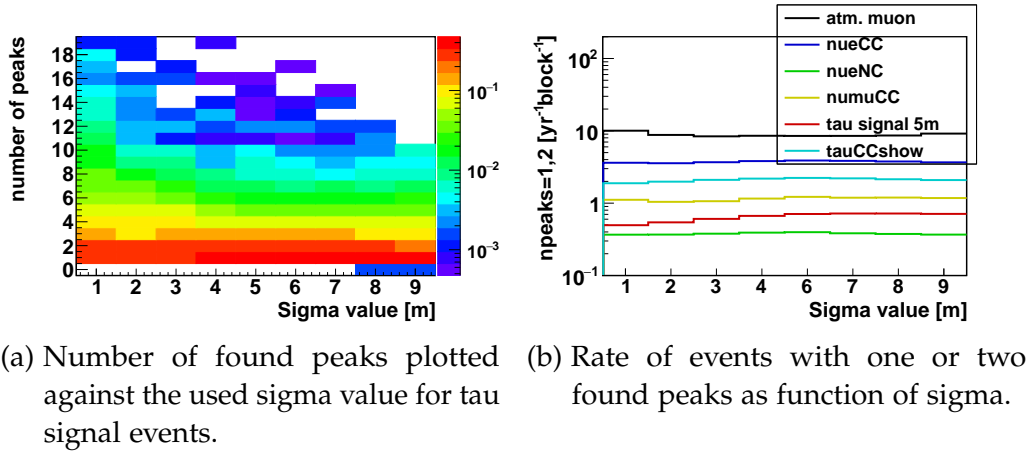 number of peaks
18
16
14
12
10
8
6
4
2
0
1 2 3 4 5 6 7 8 9
Sigma value [m]
10⁻¹
10⁻²
10⁻³
npeaks=1,2 [yr⁻¹block⁻¹]
10²
10
1
10⁻¹
1 2 3 4 5 6 7 8 9
Sigma value [m]
atm. muon
nueCC
nueNC
numuCC
tau signal 5m
tauCCshow
(a) Number of found peaks plotted
against the used sigma value for tau
signal events.
(b) Rate of events with one or two
found peaks as function of sigma.